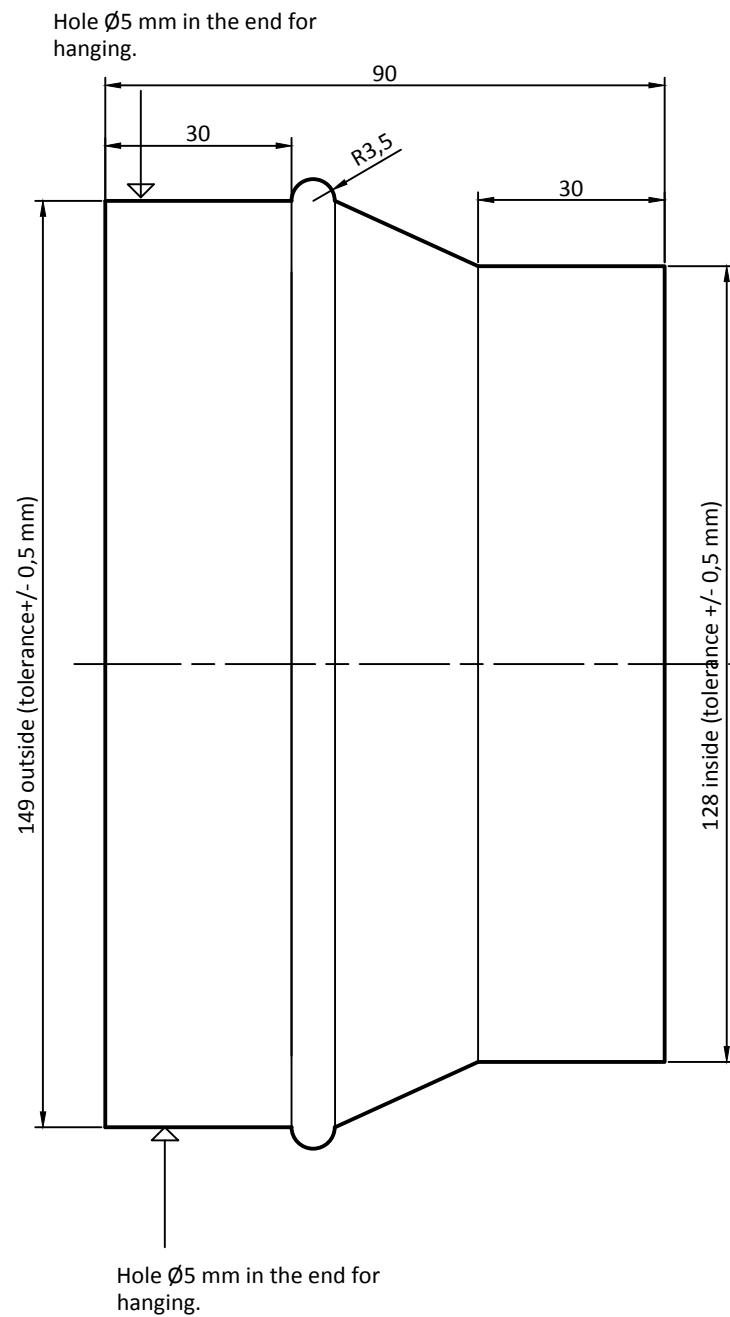 Hole Ø5 mm in the end for
hanging.
90
30
R3,5
30
149 outside (tolerance+/- 0,5 mm)
128 inside (tolerance +/- 0,5 mm)
Hole Ø5 mm in the end for
hanging.